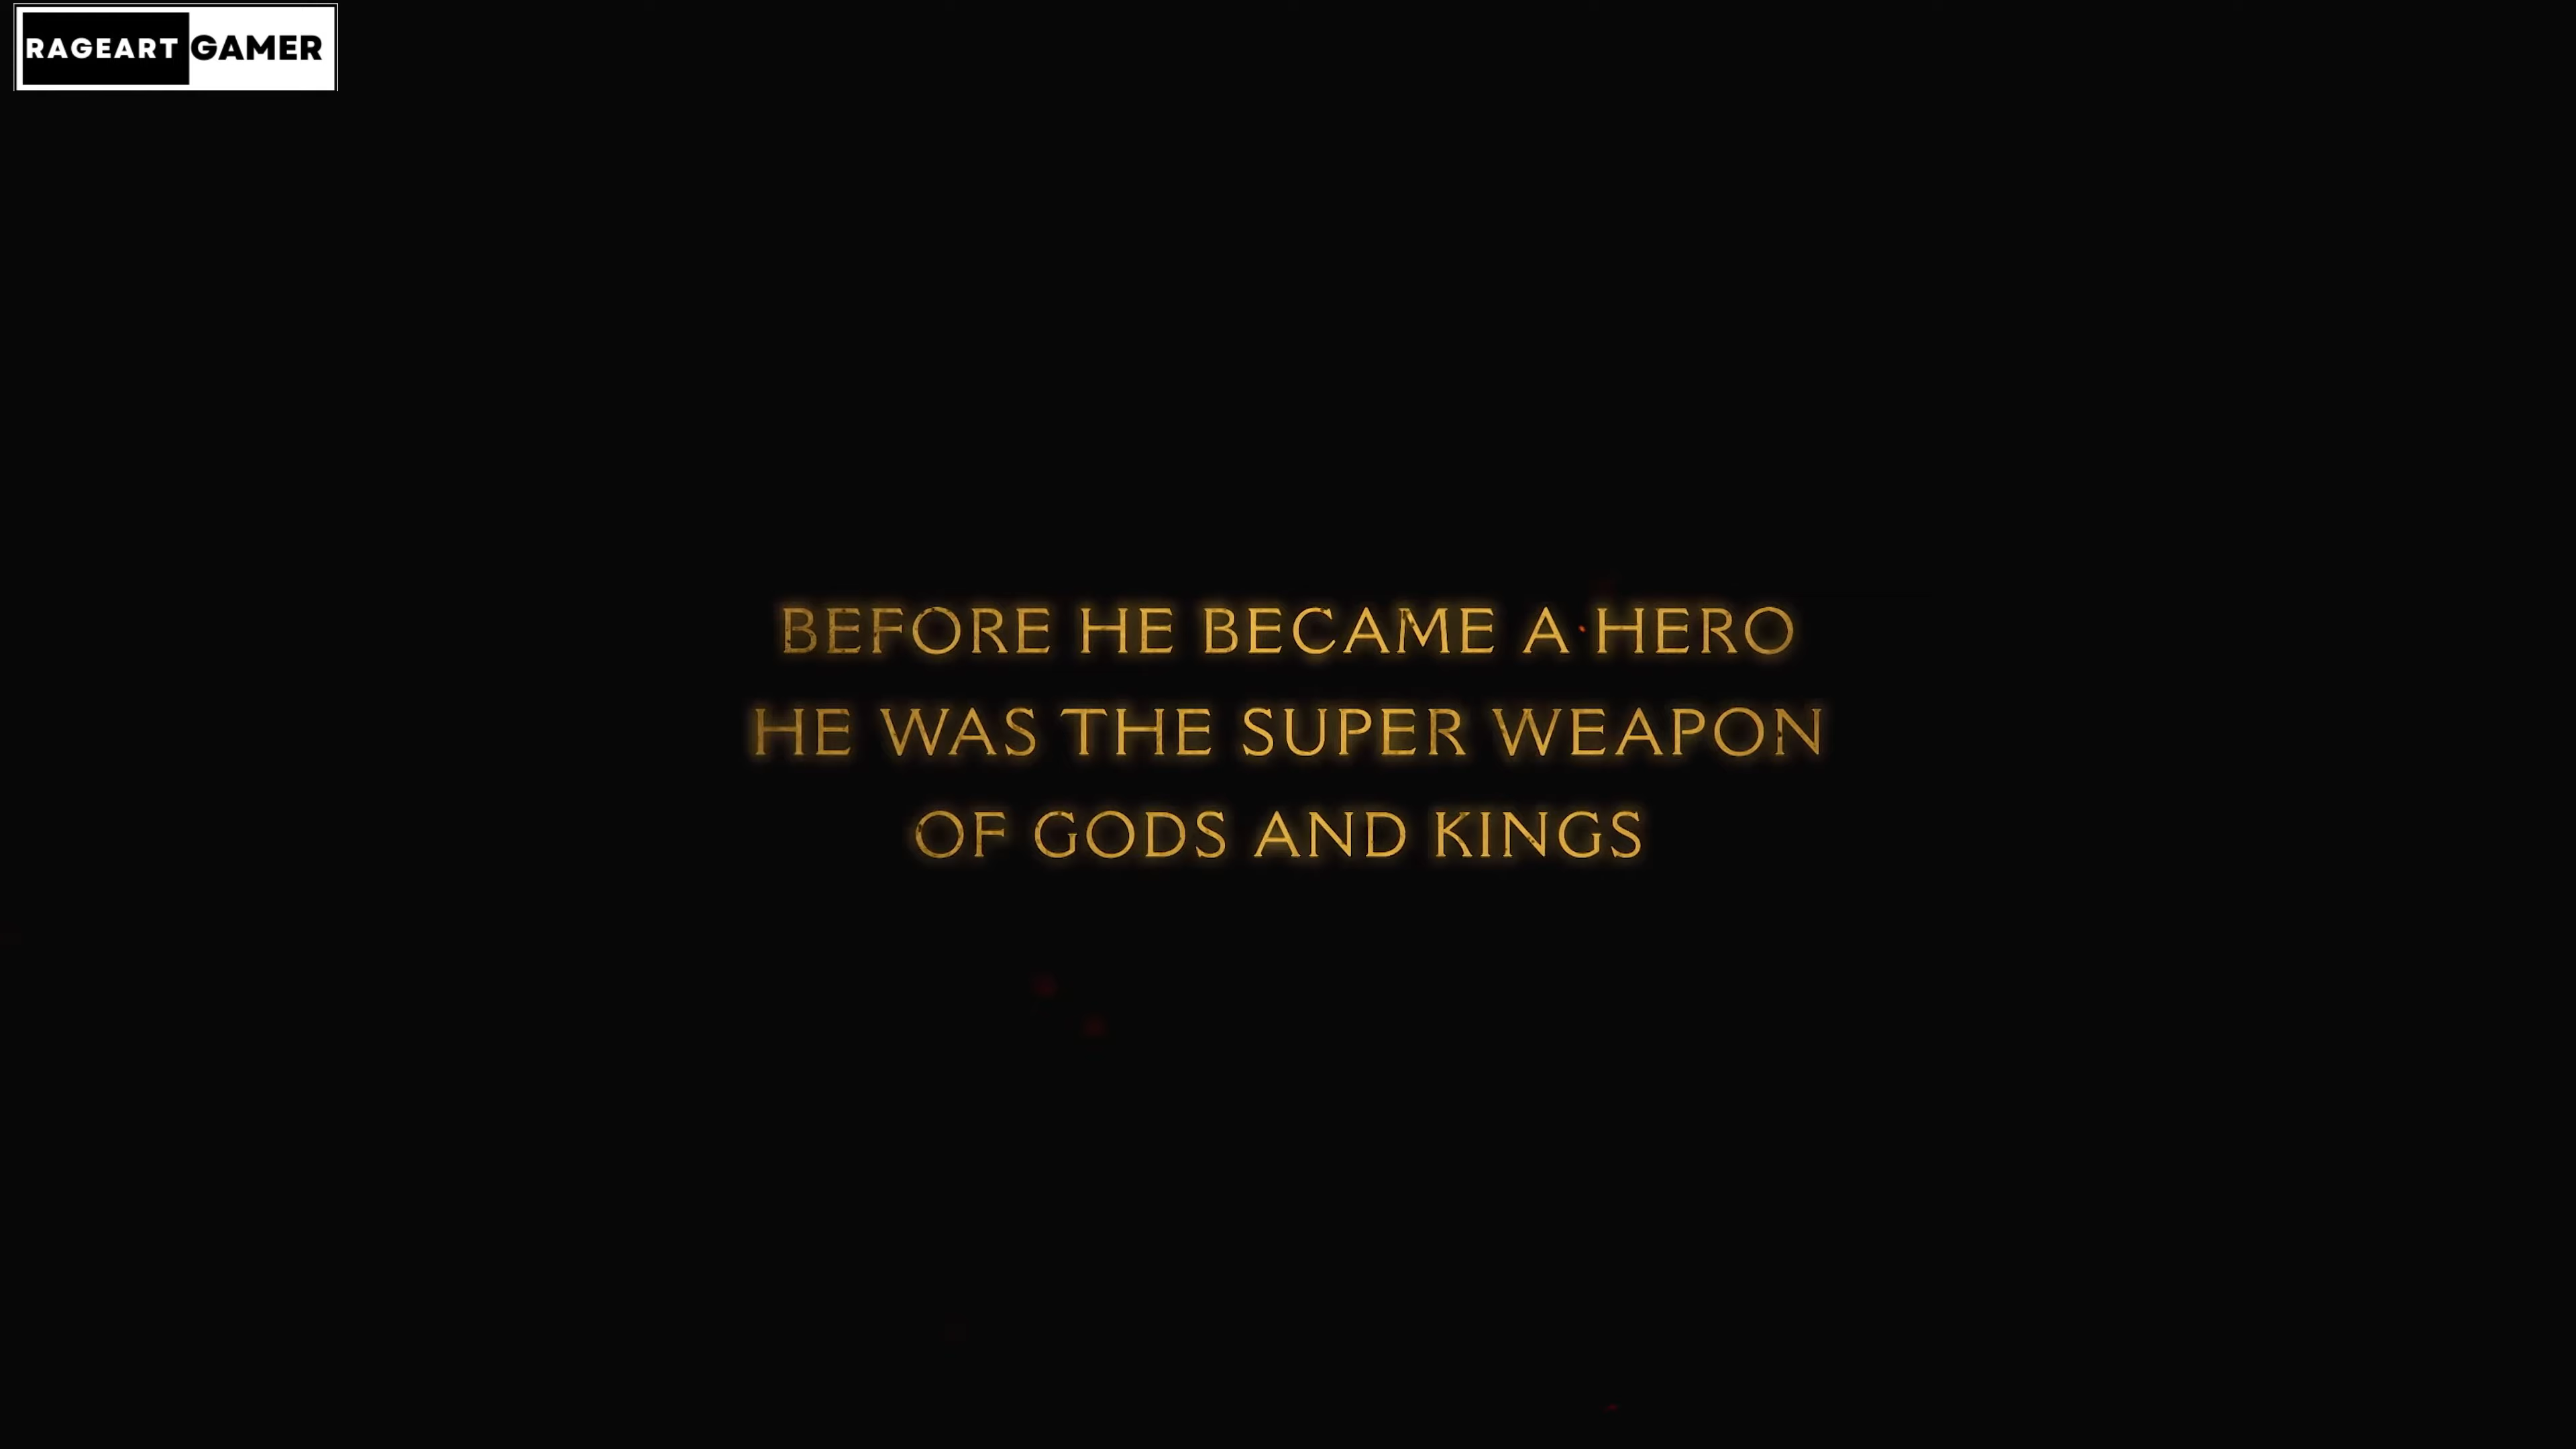 RAGEART GAMER
BEFORE HE BECAME A HERO
HE WAS THE SUPER WEAPON
OF GODS AND KINGS